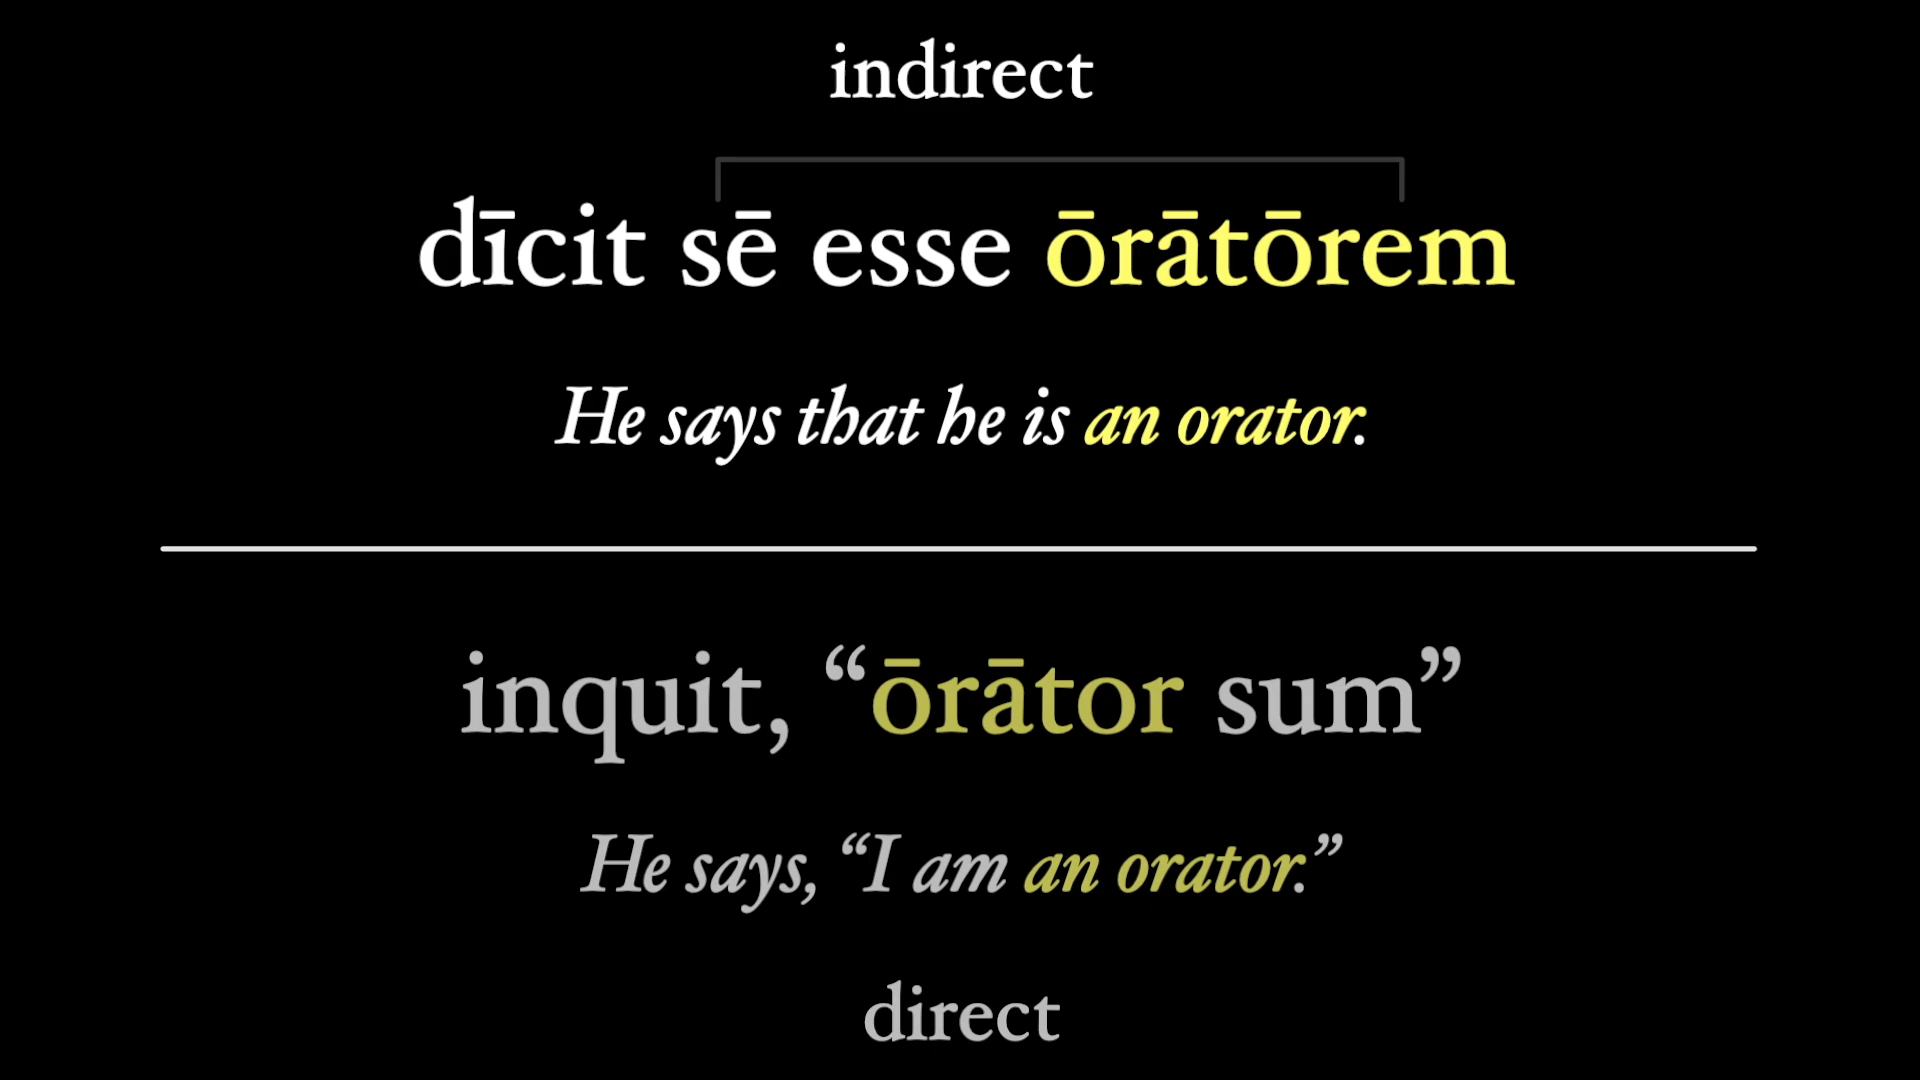 indirect
dīcit sē esse ōrātōrem
He says that he is an orator.
inquit, “ōrātor sum”
He says, “I am an orator.”
direct